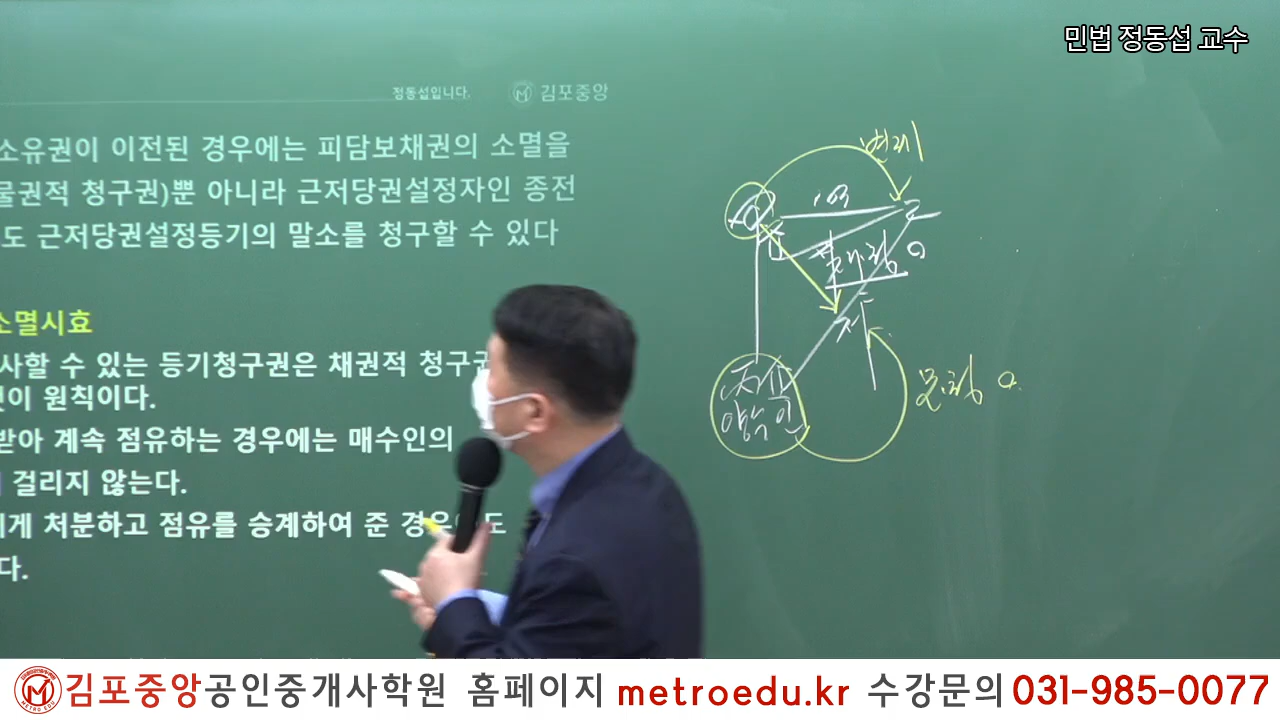 민법 정동섭 교수
정동섭입니다. 김포중앙
소유권이 이전된 경우에는 피담보채권의 소멸을
물권적 청구권)뿐 아니라 근저당권설정자인 종전
도 근저당권설정등기의 말소를 청구할 수 있다
변제
소멸시효
사할 수 있는 등기청구권은 채권적 청구권
것이 원칙이다.
받아 계속 점유하는 경우에는 매수인의
걸리지 않는다.
에게 처분하고 점유를 승계하여 준 경우에도
다.
양수인
김포중앙공인중개사학원 홈페이지 metroedu.kr 수강문의 031-985-0077